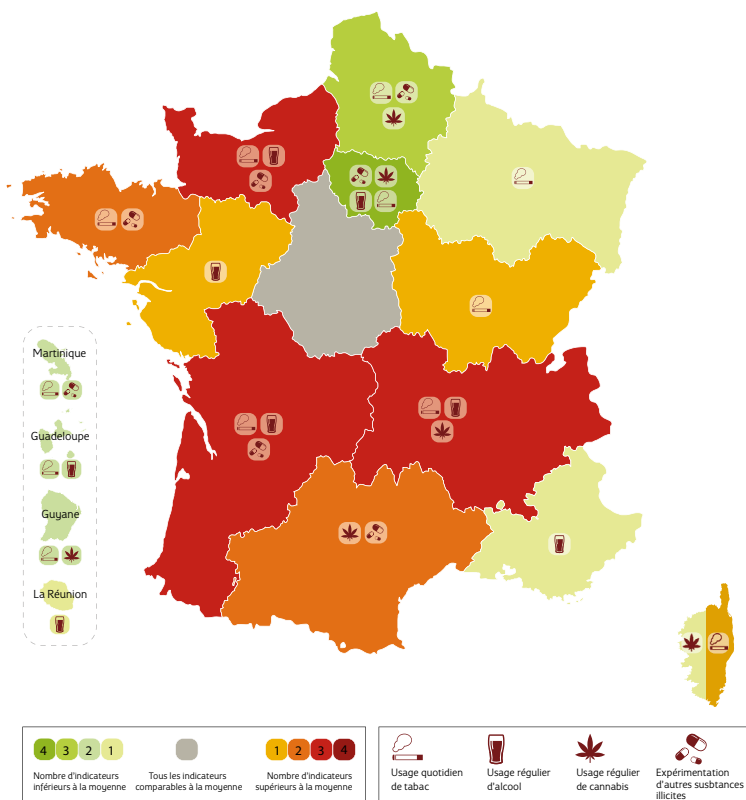 Martinique
Guadeloupe
Guyane
La Réunion
4 3 2 1
Nombre d'indicateurs
inférieurs à la moyenne
Tous les indicateurs
comparables à la moyenne
1 2 3 4
Nombre d'indicateurs
supérieurs à la moyenne
Usage quotidien
de tabac
Usage régulier
d'alcool
Usage régulier
de cannabis
Expérimentation
d'autres susbtances
illicites